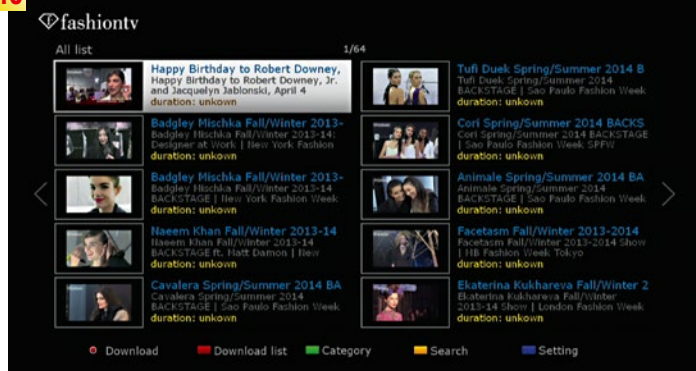 fashiontv
All list
1/64
Happy Birthday to Robert Downey,
Happy Birthday to Robert Downey, Jr.
and Jacquelyn Jablonski, April 4
duration: unkown
Badgley Mischka Fall/Winter 2013-
Badgley Mischka Fall/Winter 2013-14:
Designer at Work | New York Fashion
duration: unkown
Badgley Mischka Fall/Winter 2013-
Badgley Mischka Fall/Winter 2013-14
BACKSTAGE | New York Fashion Week
duration: unkown
Naeem Khan Fall/Winter 2013-14
Naeem Khan Fall/Winter 2013-14
BACKSTAGE ft. Matt Damon | New
duration: unkown
Cavalera Spring/Summer 2014 BA
Cavalera Spring/Summer 2014
BACKSTAGE | Sao Paulo Fashion Week
duration: unkown
Tufi Duek Spring/Summer 2014 B
Tufi Duek Spring/Summer 2014
BACKSTAGE | Sao Paulo Fashion Week
duration: unkown
Cori Spring/Summer 2014 BACKS
Cori Spring/Summer 2014 BACKSTAGE
| Sao Paulo Fashion Week SPFW
duration: unkown
Animale Spring/Summer 2014 BA
Animale Spring/Summer 2014
BACKSTAGE | Sao Paulo Fashion Week
duration: unkown
Facetasm Fall/Winter 2013-2014
Facetasm Fall/Winter 2013-2014 Show
| MB Fashion Week Tokyo
duration: unkown
Ekaterina Kukhareva Fall/Winter 2
Ekaterina Kukhareva Fall/Winter
2013-14 Show | London Fashion Week
duration: unkown
Download
Download list
Category
Search
Setting